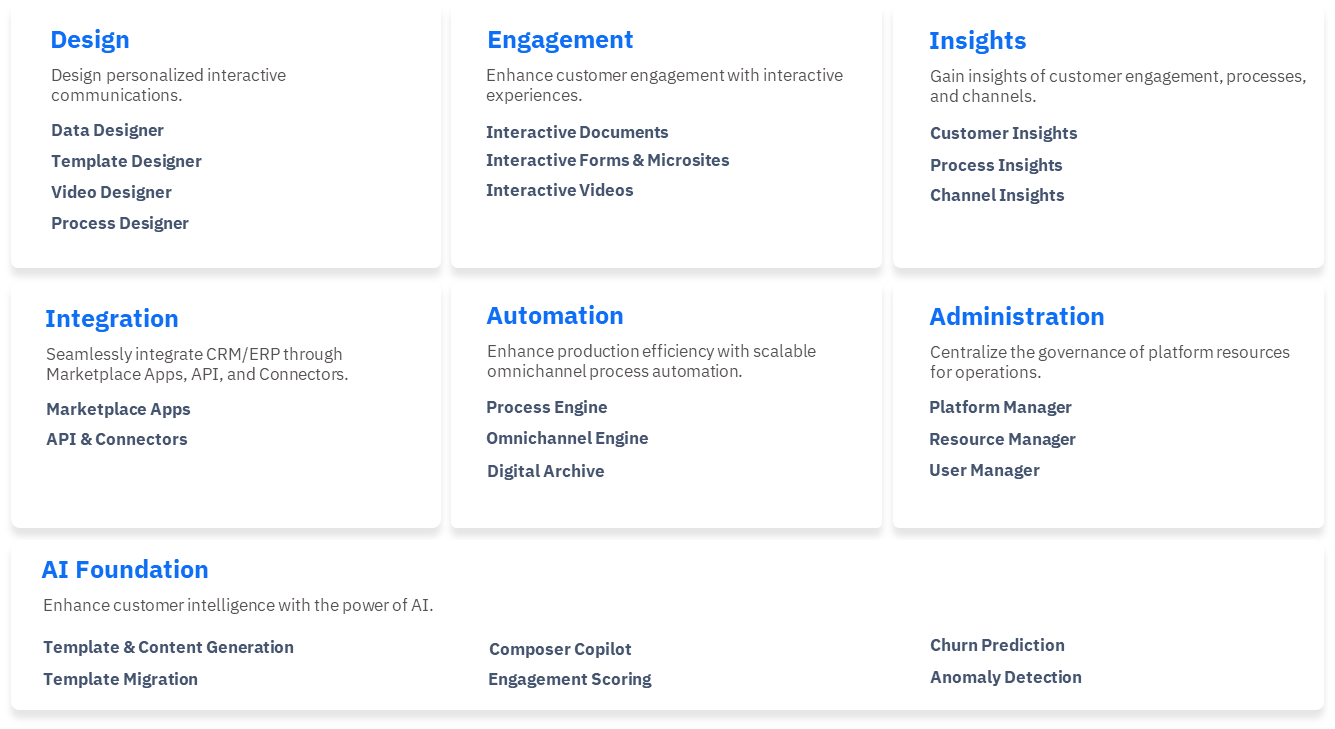 Design
Design personalized interactive
communications.
Data Designer
Template Designer
Video Designer
Process Designer
Engagement
Enhance customer engagement with interactive
experiences.
Interactive Documents
Interactive Forms & Microsites
Interactive Videos
Insights
Gain insights of customer engagement, processes,
and channels.
Customer Insights
Process Insights
Channel Insights
Integration
Seamlessly integrate CRM/ERP through
Marketplace Apps, API, and Connectors.
Marketplace Apps
API & Connectors
Automation
Enhance production efficiency with scalable
omnichannel process automation.
Process Engine
Omnichannel Engine
Digital Archive
Administration
Centralize the governance of platform resources
for operations.
Platform Manager
Resource Manager
User Manager
AI Foundation
Enhance customer intelligence with the power of AI.
Template & Content Generation
Template Migration
Composer Copilot
Engagement Scoring
Churn Prediction
Anomaly Detection